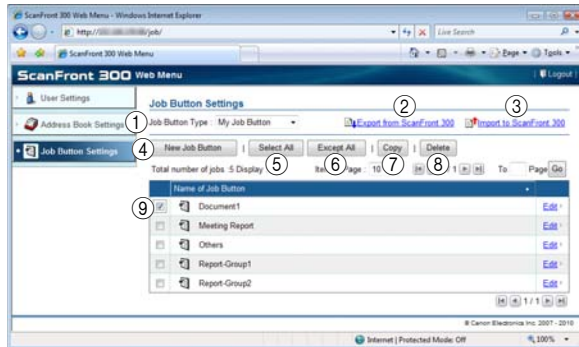 ScanFront 300 Web Menu - Windows Internet Explorer
http:// /job/
Live Search
ScanFront 300 Web Menu
Page
Tools
ScanFront 300 Web Menu
Logout
User Settings
Address Book Settings
Job Button Settings
Job Button Settings
① Job Button Type : My Job Button
② Export from ScanFront 300
③ Import to ScanFront 300
④ New Job Button | Select All Except All | Copy | Delete
⑤ ⑥ ⑦ ⑧
Total number of jobs :5 Display Page : 10 1 To Page Go
Name of Job Button
⑨ Document1 Edit
Meeting Report Edit
Others Edit
Report-Group1 Edit
Report-Group2 Edit
1 / 1
© Canon Electronics Inc. 2007 - 2010
Internet | Protected Mode: Off 100%